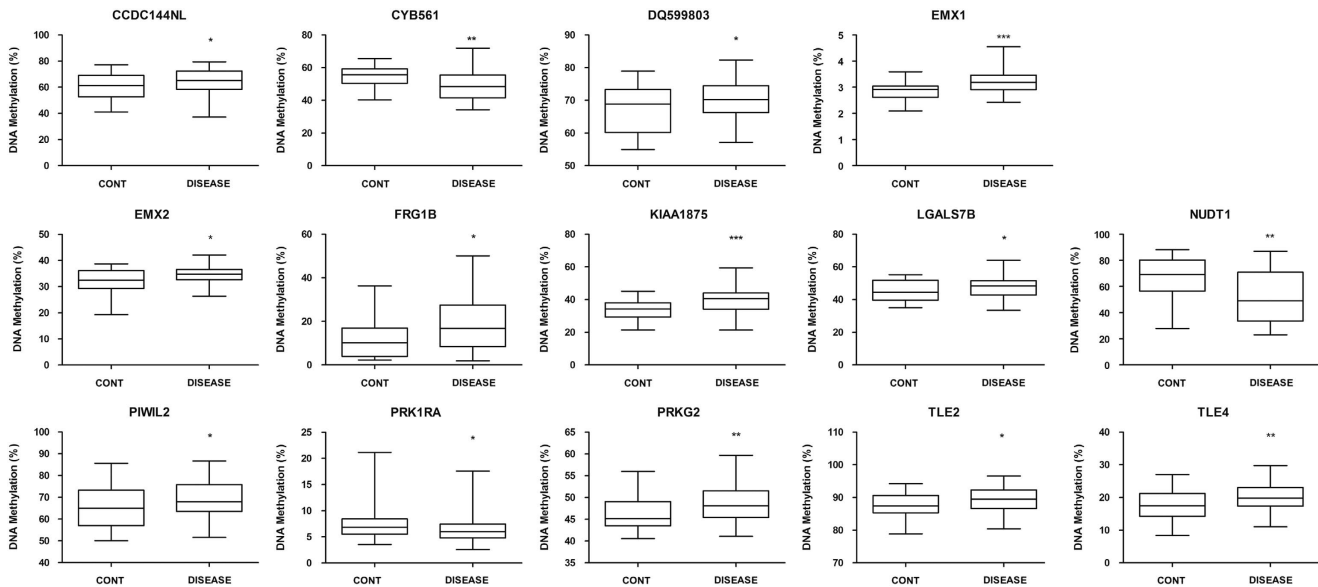 CCDC144NL
DNA Methylation (%)
100
80
60
40
20
0
*
CONT
DISEASE
CYB561
DNA Methylation (%)
80
60
40
20
0
**
CONT
DISEASE
DQ599803
DNA Methylation (%)
90
80
70
60
50
*
CONT
DISEASE
EMX1
DNA Methylation (%)
5
4
3
2
1
0
***
CONT
DISEASE
EMX2
DNA Methylation (%)
50
40
30
20
10
0
*
CONT
DISEASE
FRG1B
DNA Methylation (%)
60
40
20
0
*
CONT
DISEASE
KIAA1875
DNA Methylation (%)
80
60
40
20
0
***
CONT
DISEASE
LGALS7B
DNA Methylation (%)
80
60
40
20
0
*
CONT
DISEASE
NUDT1
DNA Methylation (%)
100
80
60
40
20
0
**
CONT
DISEASE
PIWIL2
DNA Methylation (%)
100
90
80
70
60
50
40
*
CONT
DISEASE
PRK1RA
DNA Methylation (%)
25
20
15
10
5
0
*
CONT
DISEASE
PRKG2
DNA Methylation (%)
65
60
55
50
45
40
35
**
CONT
DISEASE
TLE2
DNA Methylation (%)
110
100
90
80
70
*
CONT
DISEASE
TLE4
DNA Methylation (%)
40
30
20
10
0
**
CONT
DISEASE